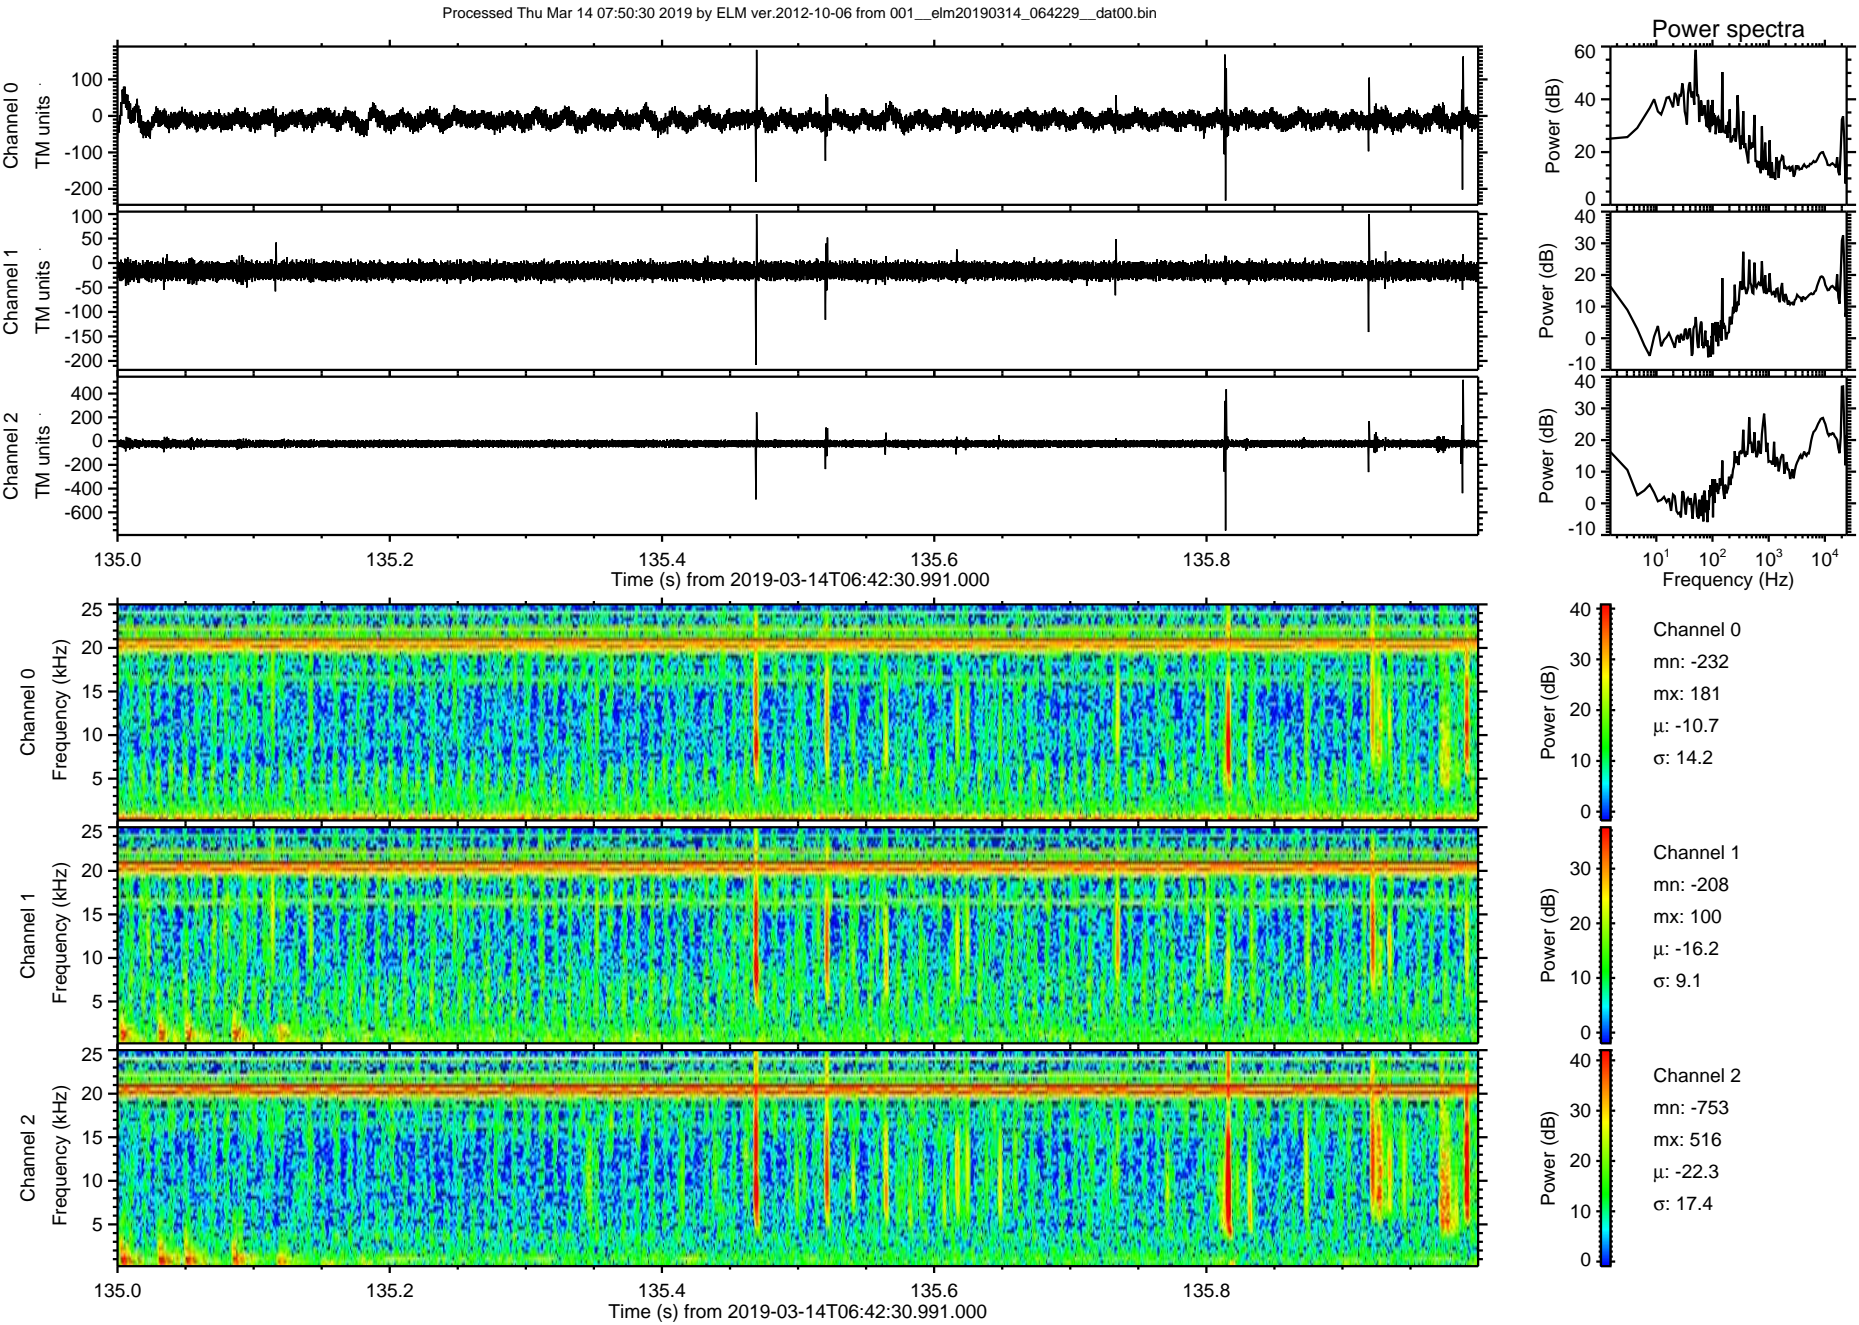 Processed Thu Mar 14 07:50:30 2019 by ELM ver.2012-10-06 from 001__elm20190314_064229__dat00.bin
Power spectra
Channel 0
TM units
100
0
-100
-200
Power (dB)
60
40
20
0
Channel 1
TM units
100
50
0
-50
-100
-150
-200
Power (dB)
40
30
20
10
0
-10
Channel 2
TM units
400
200
0
-200
-400
-600
Power (dB)
40
30
20
10
0
-10
135.0 135.2 135.4 135.6 135.8
Time (s) from 2019-03-14T06:42:30.991.000
10¹ 10² 10³ 10⁴
Frequency (Hz)
Channel 0
Frequency (kHz)
25
20
15
10
5
Power (dB)
40
30
20
10
0
Channel 0
mn: -232
mx: 181
μ: -10.7
σ: 14.2
Channel 1
Frequency (kHz)
25
20
15
10
5
Power (dB)
30
20
10
0
Channel 1
mn: -208
mx: 100
μ: -16.2
σ: 9.1
Channel 2
Frequency (kHz)
25
20
15
10
5
Power (dB)
40
30
20
10
0
Channel 2
mn: -753
mx: 516
μ: -22.3
σ: 17.4
135.0 135.2 135.4 135.6 135.8
Time (s) from 2019-03-14T06:42:30.991.000